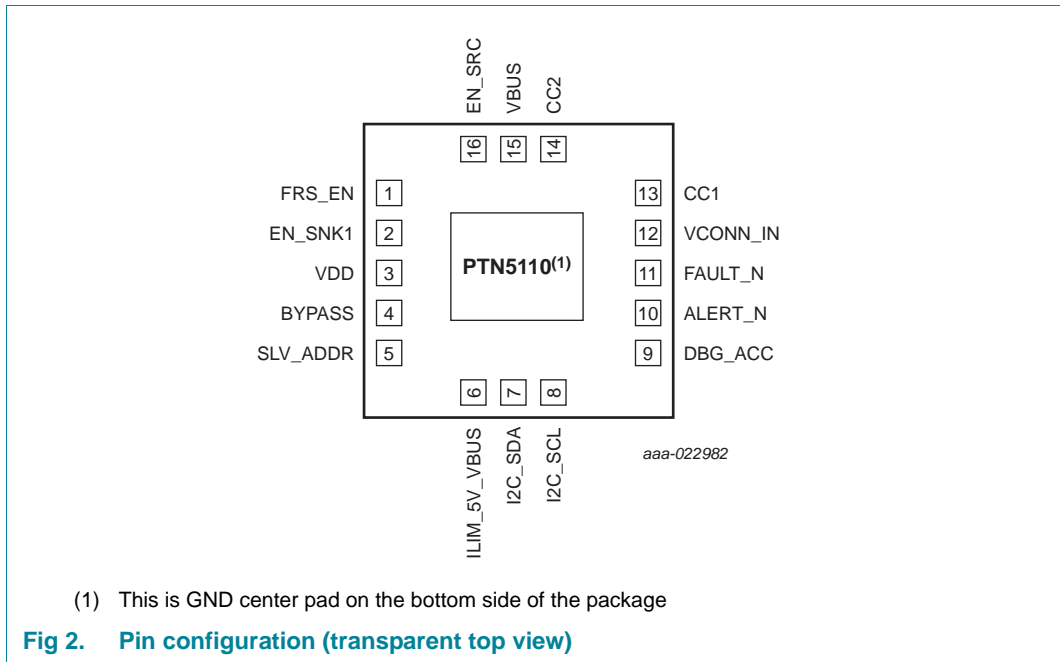 EN_SRC
VBUS
CC2
16
15
14
FRS_EN 1
EN_SNK1 2
VDD 3
BYPASS 4
SLV_ADDR 5
PTN5110(1)
13 CC1
12 VCONN_IN
11 FAULT_N
10 ALERT_N
9 DBG_ACC
6
7
8
ILIM_5V_VBUS
I2C_SDA
I2C_SCL
aaa-022982
(1) This is GND center pad on the bottom side of the package
Fig 2. Pin configuration (transparent top view)